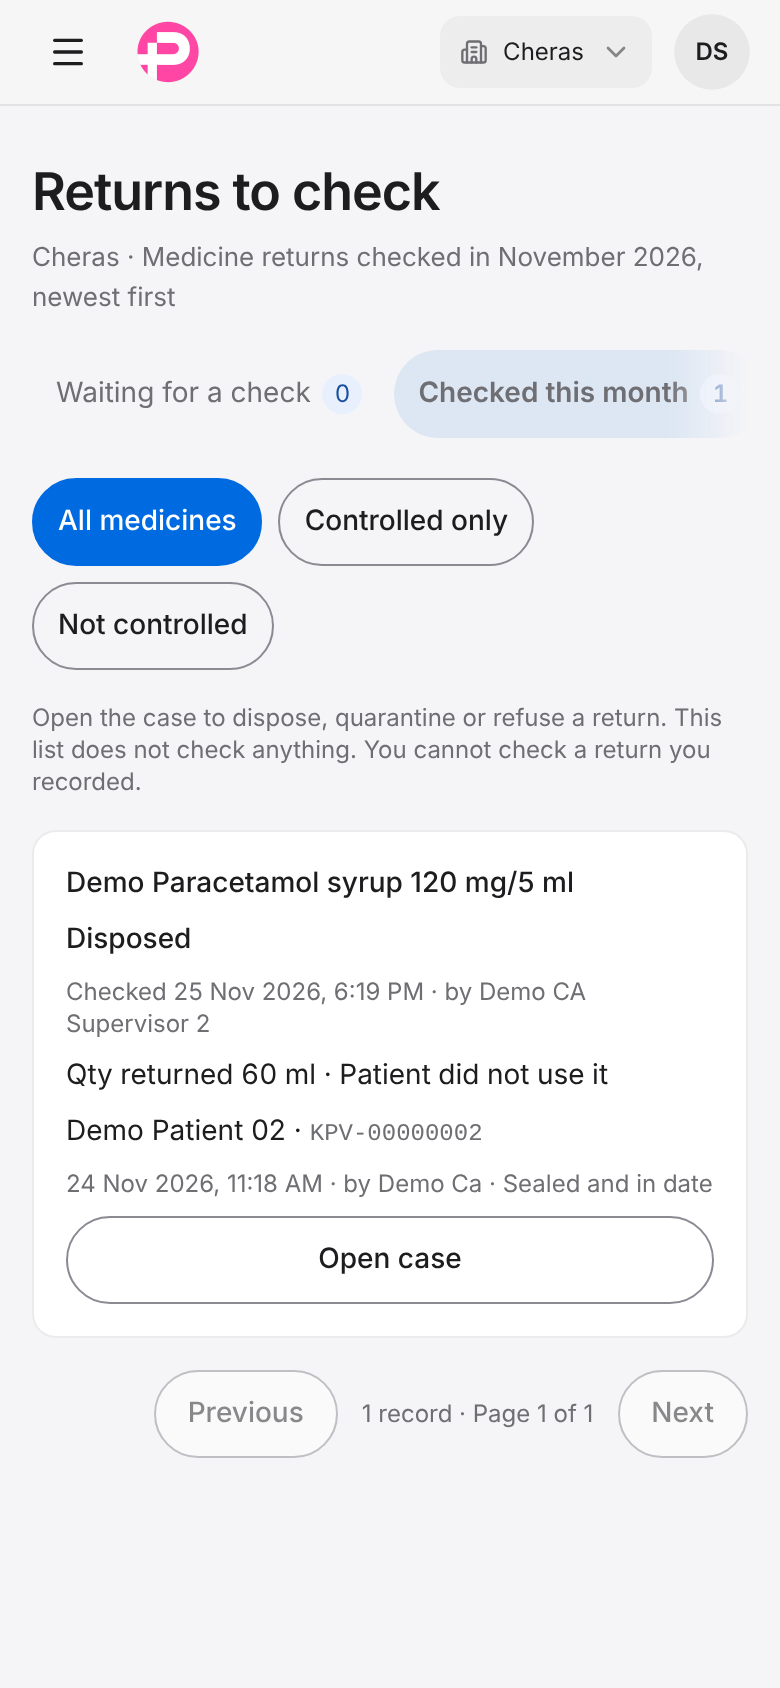 Cheras
DS
Returns to check
Cheras · Medicine returns checked in November 2026,
newest first
Waiting for a check 0
Checked this month 1
All medicines
Controlled only
Not controlled
Open the case to dispose, quarantine or refuse a return. This
list does not check anything. You cannot check a return you
recorded.
Demo Paracetamol syrup 120 mg/5 ml
Disposed
Checked 25 Nov 2026, 6:19 PM · by Demo CA
Supervisor 2
Qty returned 60 ml · Patient did not use it
Demo Patient 02 · KPV-00000002
24 Nov 2026, 11:18 AM · by Demo Ca · Sealed and in date
Open case
Previous
1 record · Page 1 of 1
Next